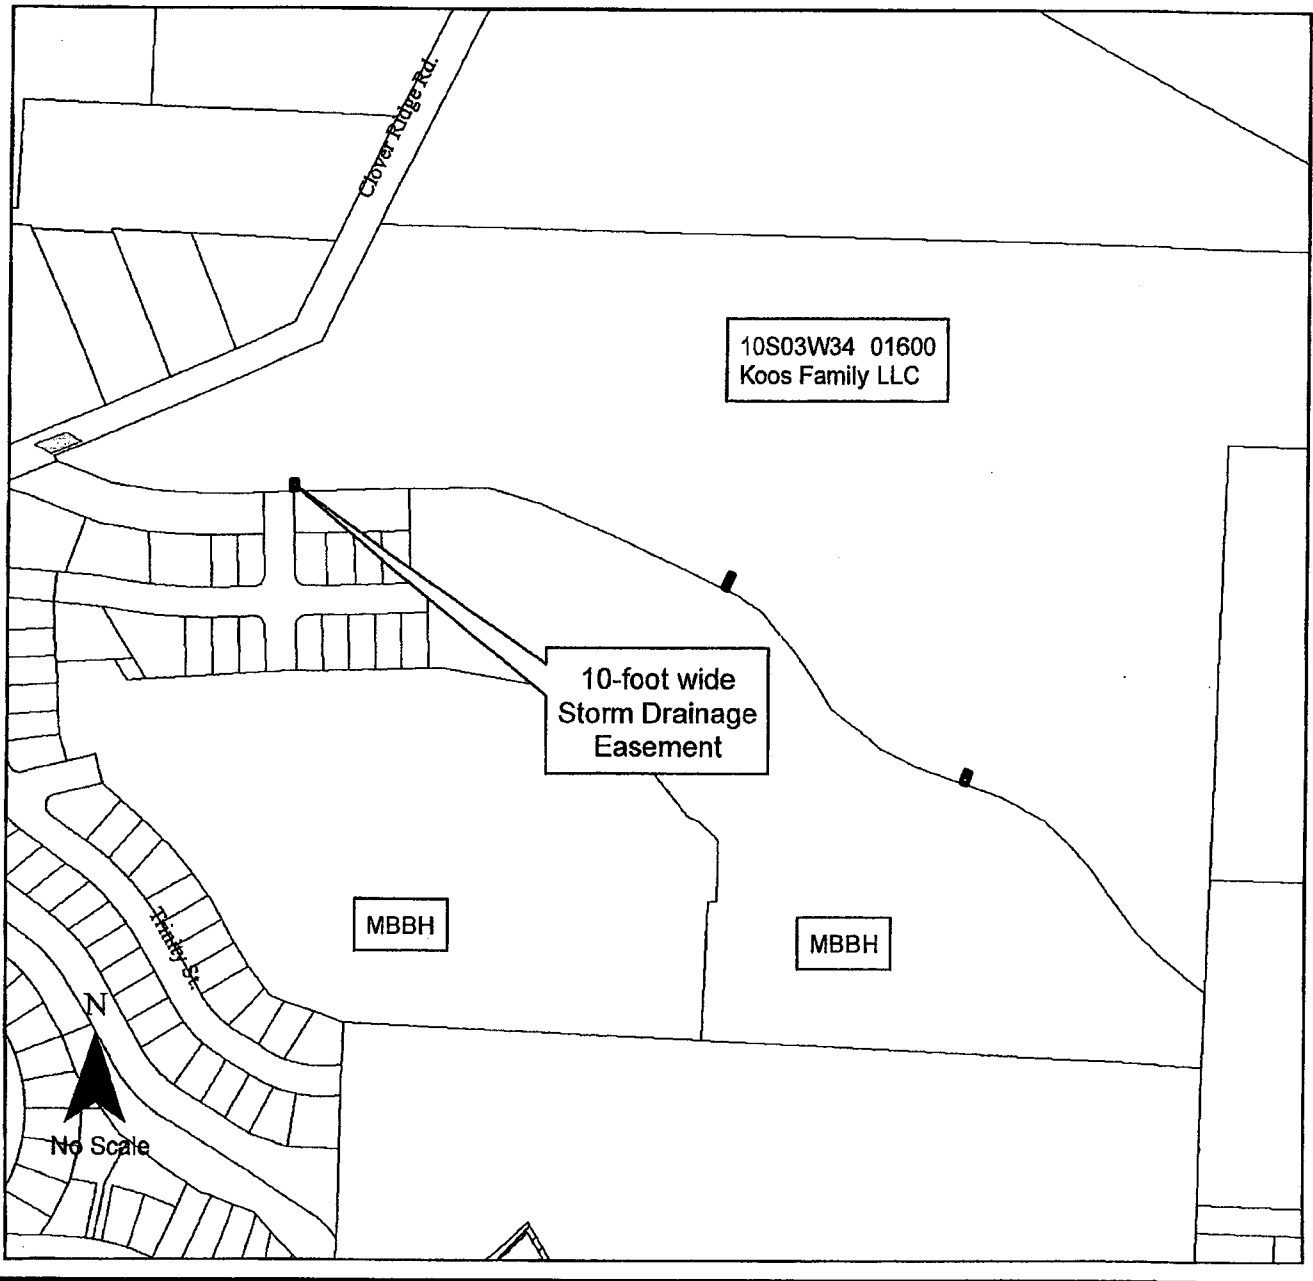 Clover Ridge Rd.
10S03W34 01600
Koos Family LLC
10-foot wide
Storm Drainage
Easement
MBBH
MBBH
Trinity St.
N
No Scale